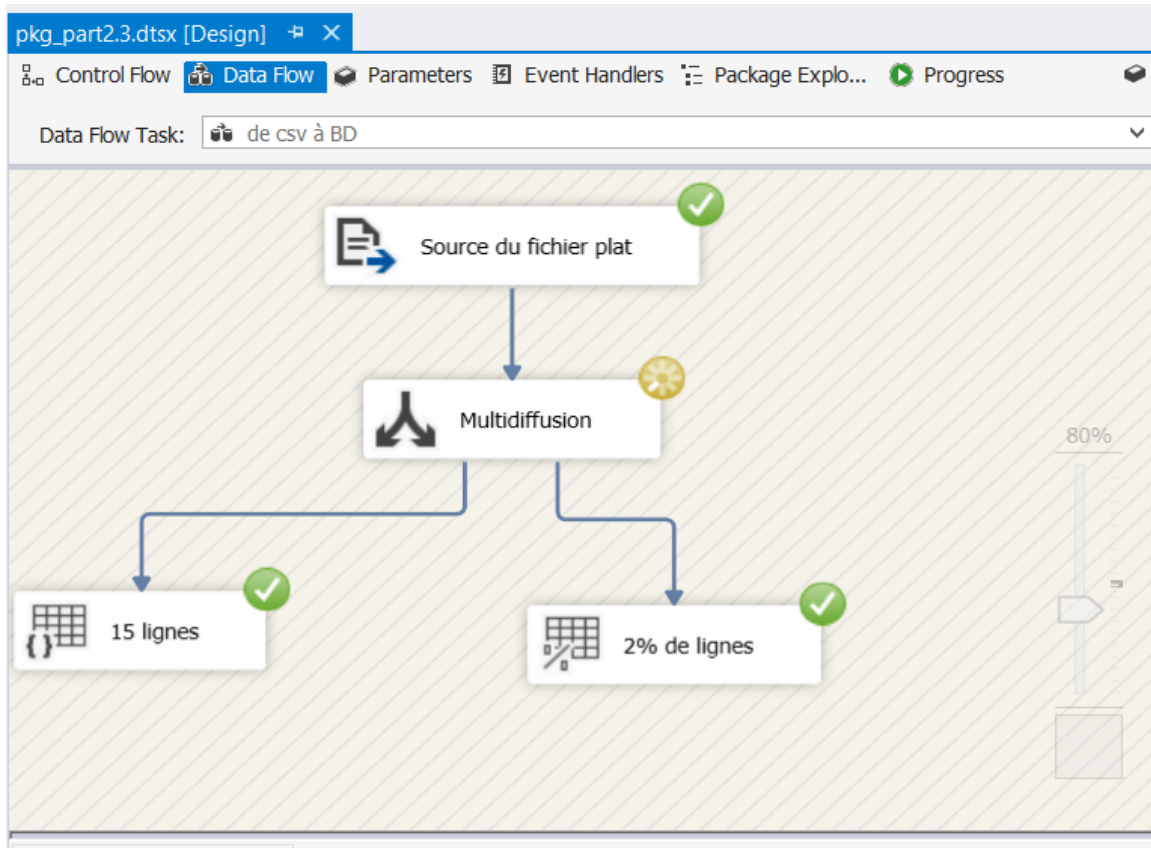 pkg_part2.3.dtsx [Design]
Control Flow Data Flow Parameters Event Handlers Package Explo... Progress
Data Flow Task: de csv à BD
Source du fichier plat
Multidiffusion
80%
15 lignes
2% de lignes